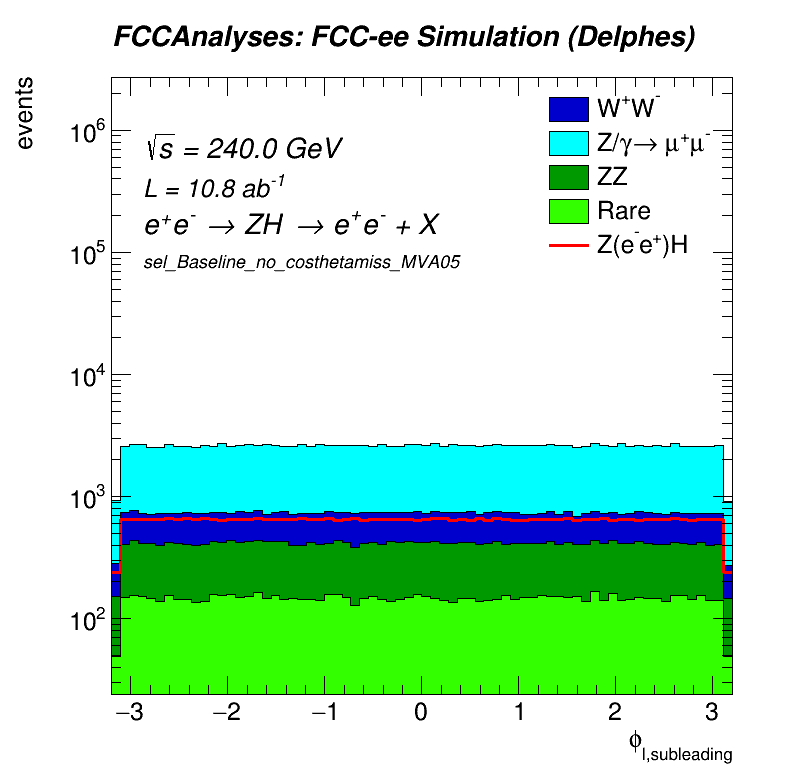 FCCAnalyses: FCC-ee Simulation (Delphes)
events
√s = 240.0 GeV
L = 10.8 ab⁻¹
e⁺e⁻ → ZH → e⁺e⁻ + X
sel_Baseline_no_costhetamiss_MVA05
W⁺W⁻
Z/γ→ μ⁺μ⁻
ZZ
Rare
Z(e⁻e⁺)H
10⁶
10⁵
10⁴
10³
10²
−3 −2 −1 0 1 2 3
ϕ_l,subleading